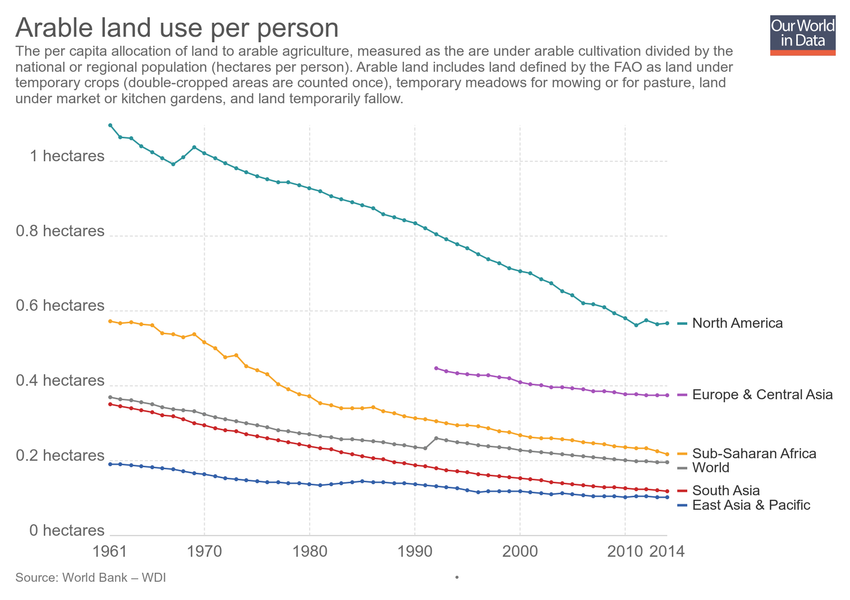 Arable land use per person
Our World
in Data
The per capita allocation of land to arable agriculture, measured as the are under arable cultivation divided by the
national or regional population (hectares per person). Arable land includes land defined by the FAO as land under
temporary crops (double-cropped areas are counted once), temporary meadows for mowing or for pasture, land
under market or kitchen gardens, and land temporarily fallow.
1 hectares
0.8 hectares
0.6 hectares
North America
0.4 hectares
Europe & Central Asia
0.2 hectares
Sub-Saharan Africa
World
South Asia
East Asia & Pacific
0 hectares
1961 1970 1980 1990 2000 2010 2014
Source: World Bank – WDI